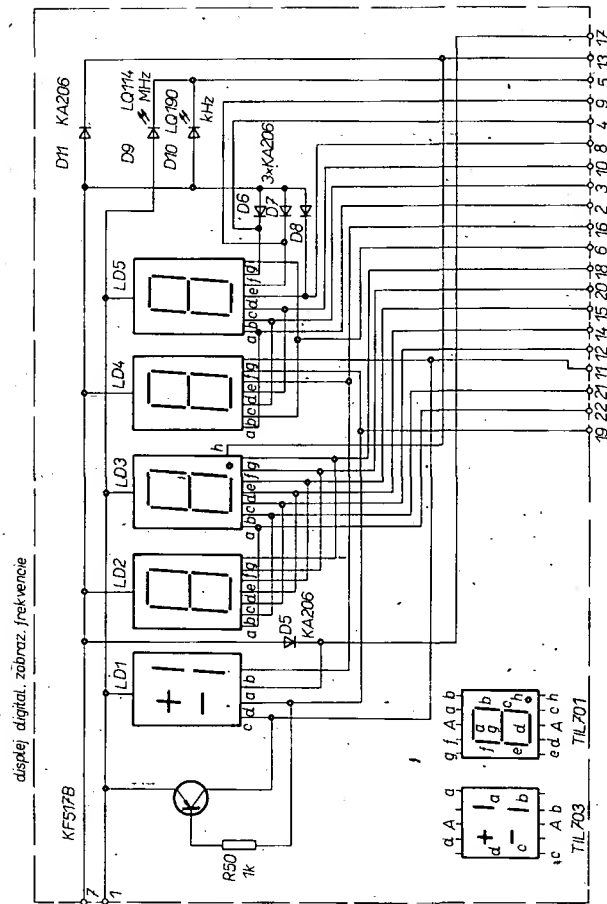 displej digital. zobraz. frekvencie
KF517B
7
1
R50
1k
LD1
c d a b
LD2
a b c d e f g
LD3
a b c d e f g
h
LD4
a b c d e f g
LD5
a b c d e f g
D5
KA206
D6
D7
D8
3×KA206
D11 KA206
D9 LQ114
MHz
D10 LQ190
kHz
19 22 21 11 12 14 15 20 18 6 16 2 3 10 8 4 9 5 13 17
d A a
d a
c b
c A b
TIL703
g f A a b
a
f g b
e d c h
e d A c h
TIL701